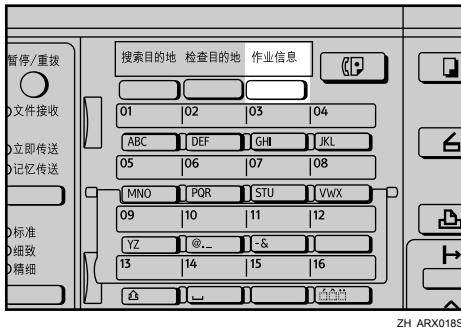 搜索目的地 检查目的地 作业信息
暂停/重拨
文件接收
01 02 03 04
ABC DEF GHI JKL
立即传送
05 06 07 08
记忆传送
MNO PQR STU VWX
09 10 11 12
标准
YZ @._ -&
细致
13 14 15 16
精细
ZH ARX018S